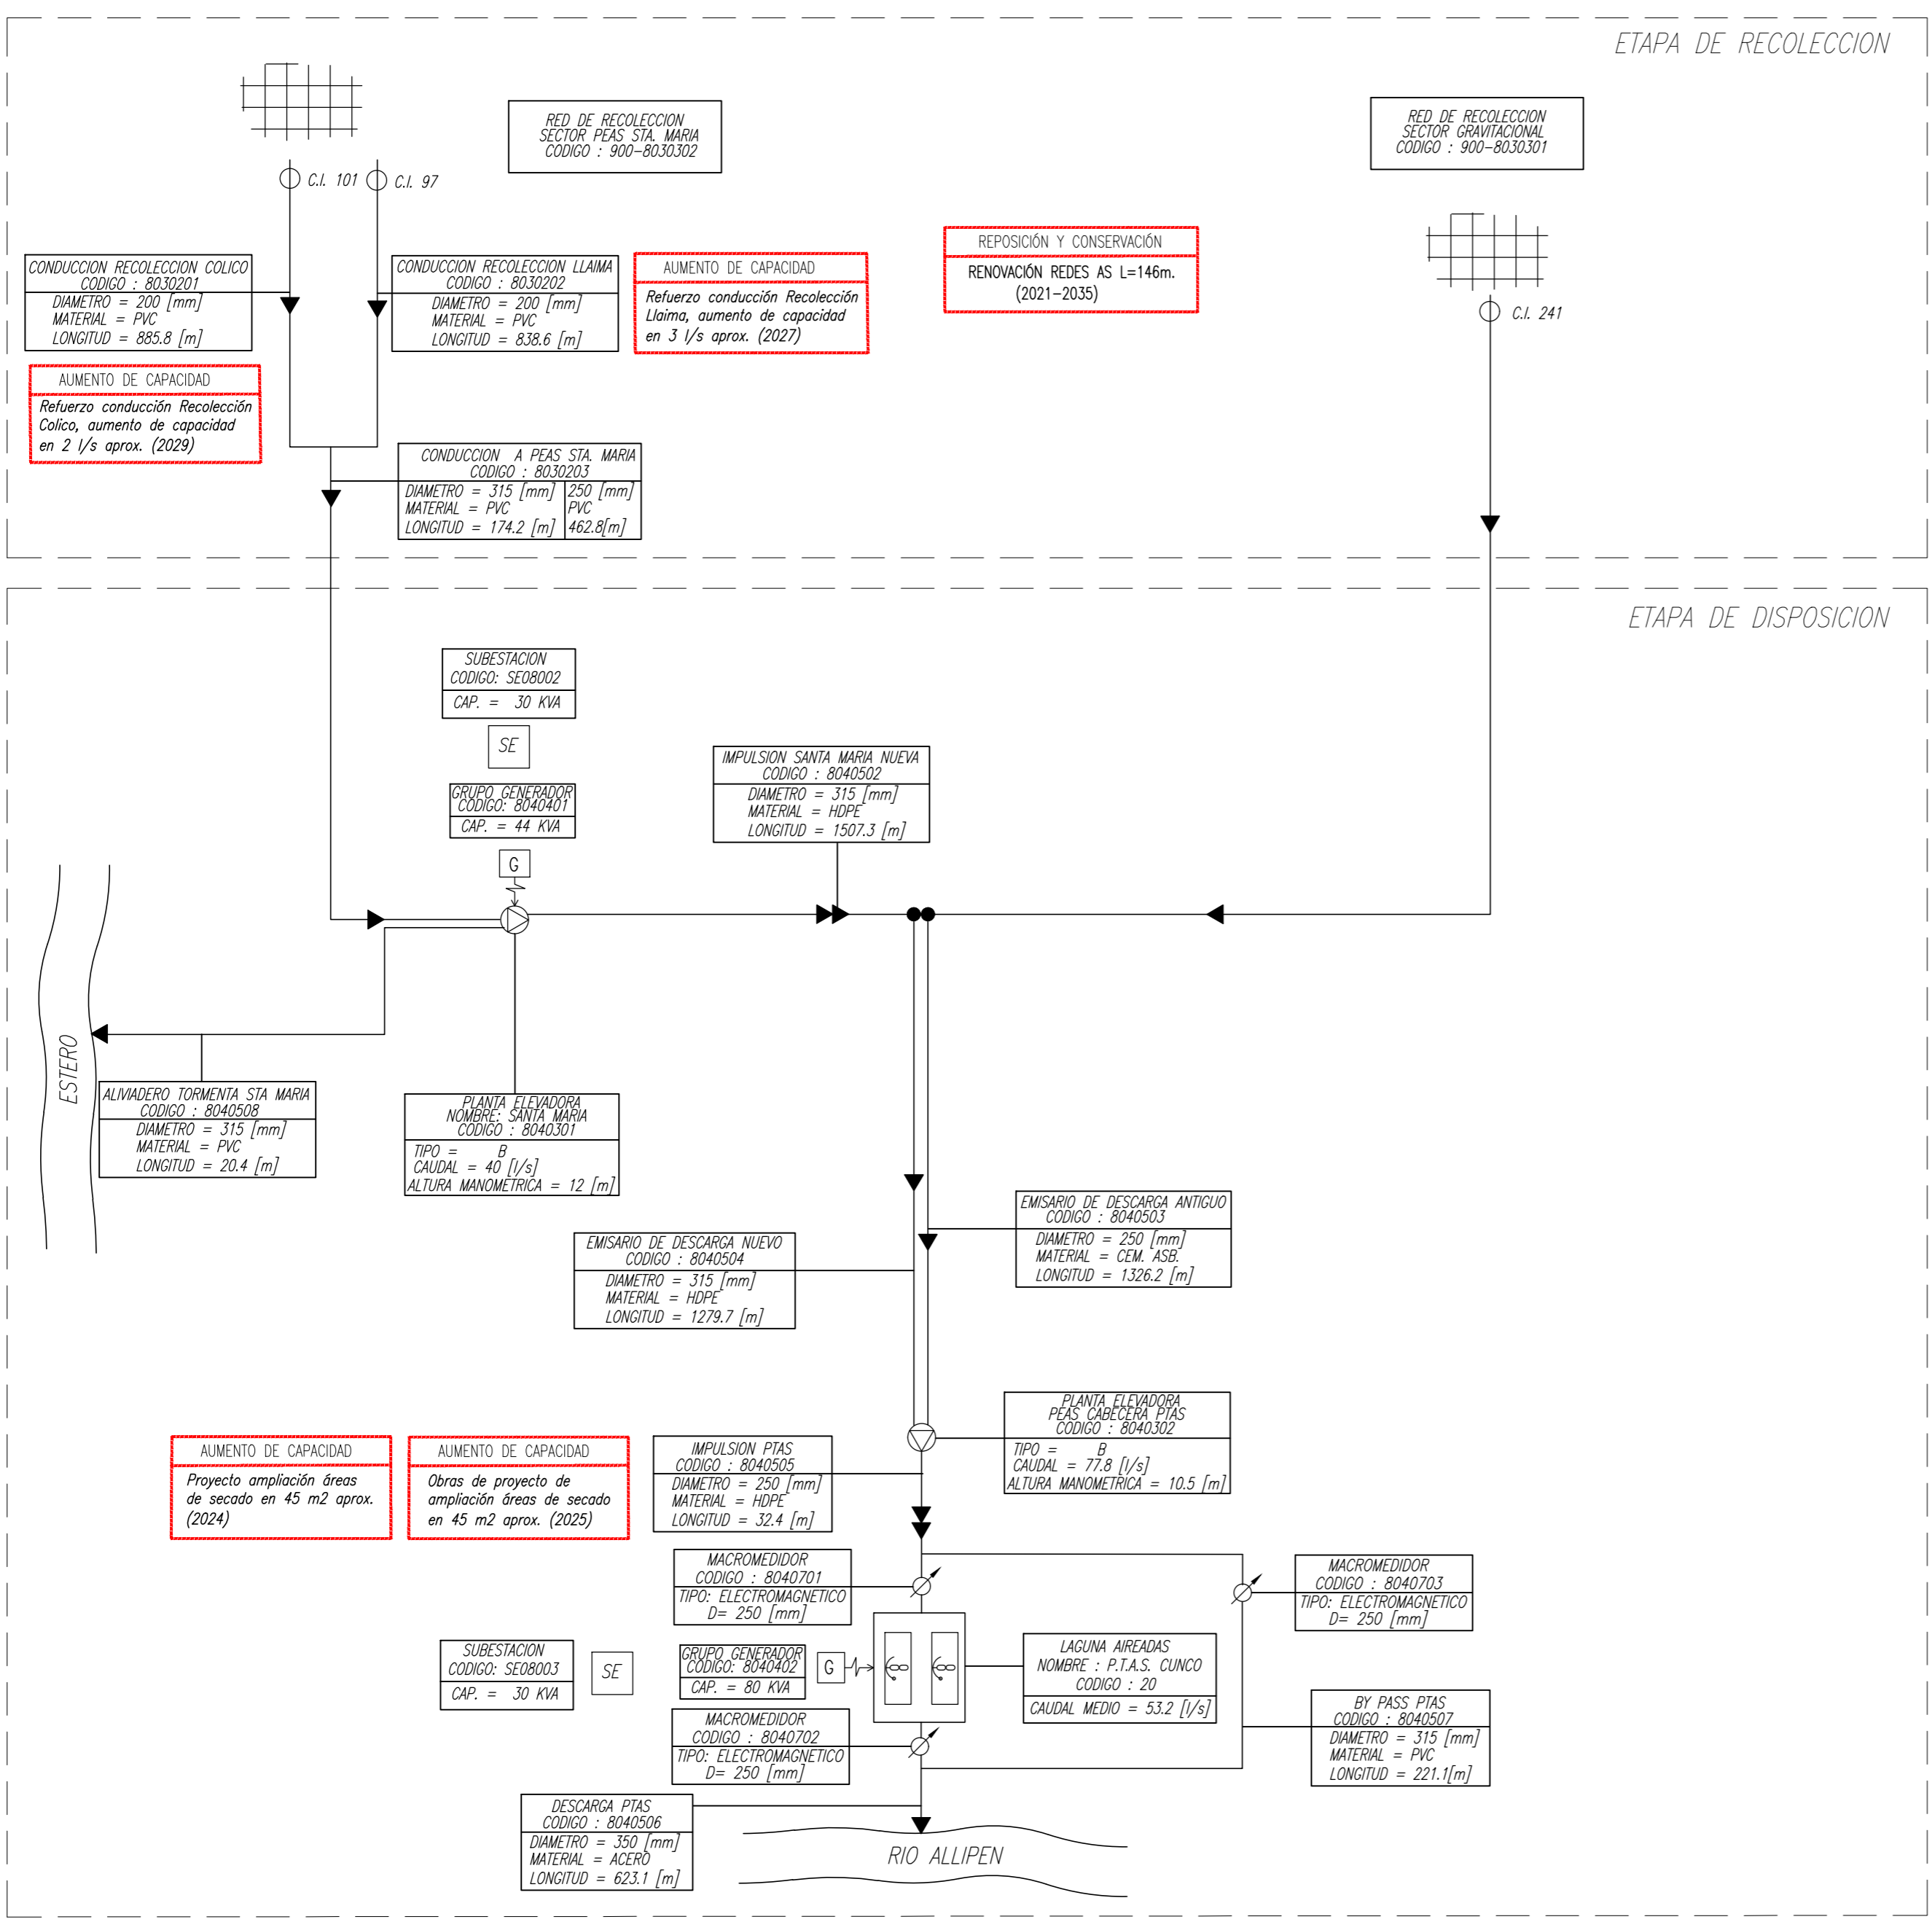 ETAPA DE RECOLECCION
RED DE RECOLECCION
SECTOR PEAS STA. MARIA
CODIGO : 900-8030302
RED DE RECOLECCION
SECTOR GRAVITACIONAL
CODIGO : 900-8030301
C.I. 101
C.I. 97
CONDUCCION RECOLECCION COLICO
CODIGO : 8030201
DIAMETRO = 200 [mm]
MATERIAL = PVC
LONGITUD = 885.8 [m]
CONDUCCION RECOLECCION LLAIMA
CODIGO : 8030202
DIAMETRO = 200 [mm]
MATERIAL = PVC
LONGITUD = 838.6 [m]
AUMENTO DE CAPACIDAD
Refuerzo conducción Recolección
Llaima, aumento de capacidad
en 3 l/s aprox. (2027)
REPOSICIÓN Y CONSERVACIÓN
RENOVACIÓN REDES AS L=146m.
(2021-2035)
C.I. 241
AUMENTO DE CAPACIDAD
Refuerzo conducción Recolección
Colico, aumento de capacidad
en 2 l/s aprox. (2029)
CONDUCCION A PEAS STA. MARIA
CODIGO : 8030203
DIAMETRO = 315 [mm] 250 [mm]
MATERIAL = PVC PVC
LONGITUD = 174.2 [m] 462.8[m]
ETAPA DE DISPOSICION
SUBESTACION
CODIGO: SE08002
CAP. = 30 KVA
SE
GRUPO GENERADOR
CODIGO: 8040401
CAP. = 44 KVA
G
IMPULSION SANTA MARIA NUEVA
CODIGO : 8040502
DIAMETRO = 315 [mm]
MATERIAL = HDPE
LONGITUD = 1507.3 [m]
ESTERO
ALIVIADERO TORMENTA STA MARIA
CODIGO : 8040508
DIAMETRO = 315 [mm]
MATERIAL = PVC
LONGITUD = 20.4 [m]
PLANTA ELEVADORA
NOMBRE: SANTA MARIA
CODIGO : 8040301
TIPO = B
CAUDAL = 40 [l/s]
ALTURA MANOMETRICA = 12 [m]
EMISARIO DE DESCARGA ANTIGUO
CODIGO : 8040503
DIAMETRO = 250 [mm]
MATERIAL = CEM. ASB.
LONGITUD = 1326.2 [m]
EMISARIO DE DESCARGA NUEVO
CODIGO : 8040504
DIAMETRO = 315 [mm]
MATERIAL = HDPE
LONGITUD = 1279.7 [m]
PLANTA ELEVADORA
PEAS CABECERA PTAS
CODIGO : 8040302
TIPO = B
CAUDAL = 77.8 [l/s]
ALTURA MANOMETRICA = 10.5 [m]
AUMENTO DE CAPACIDAD
Proyecto ampliación áreas
de secado en 45 m2 aprox.
(2024)
AUMENTO DE CAPACIDAD
Obras de proyecto de
ampliación áreas de secado
en 45 m2 aprox. (2025)
IMPULSION PTAS
CODIGO : 8040505
DIAMETRO = 250 [mm]
MATERIAL = HDPE
LONGITUD = 32.4 [m]
MACROMEDIDOR
CODIGO : 8040701
TIPO: ELECTROMAGNETICO
D= 250 [mm]
MACROMEDIDOR
CODIGO : 8040703
TIPO: ELECTROMAGNETICO
D= 250 [mm]
SUBESTACION
CODIGO: SE08003
CAP. = 30 KVA
SE
GRUPO GENERADOR
CODIGO: 8040402
CAP. = 80 KVA
G
LAGUNA AIREADAS
NOMBRE : P.T.A.S. CUNCO
CODIGO : 20
CAUDAL MEDIO = 53.2 [l/s]
MACROMEDIDOR
CODIGO : 8040702
TIPO: ELECTROMAGNETICO
D= 250 [mm]
BY PASS PTAS
CODIGO : 8040507
DIAMETRO = 315 [mm]
MATERIAL = PVC
LONGITUD = 221.1[m]
DESCARGA PTAS
CODIGO : 8040506
DIAMETRO = 350 [mm]
MATERIAL = ACERO
LONGITUD = 623.1 [m]
RIO ALLIPEN